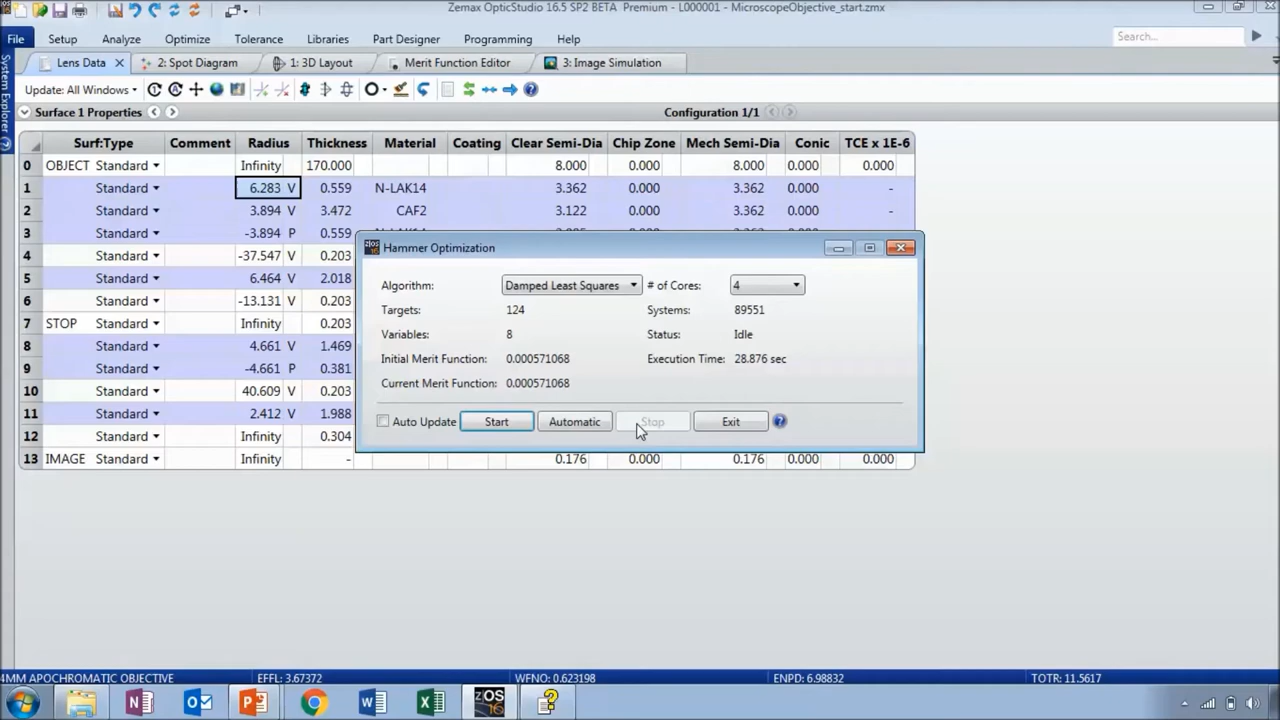 Zemax OpticStudio 16.5 SP2 BETA Premium - L000001 - MicroscopeObjective_start.zmx
File Setup Analyze Optimize Tolerance Libraries Part Designer Programming Help Search...
Lens Data 2: Spot Diagram 1: 3D Layout Merit Function Editor 3: Image Simulation
System Explorer
Update: All Windows
Surface 1 Properties Configuration 1/1
Surf:Type Comment Radius Thickness Material Coating Clear Semi-Dia Chip Zone Mech Semi-Dia Conic TCE x 1E-6
0 OBJECT Standard Infinity 170.000 8.000 0.000 8.000 0.000 0.000
1 Standard 6.283 V 0.559 N-LAK14 3.362 0.000 3.362 0.000 -
2 Standard 3.894 V 3.472 CAF2 3.122 0.000 3.362 0.000 -
3 Standard -3.894 P 0.559
4 Standard -37.547 V 0.203
5 Standard 6.464 V 2.018
6 Standard -13.131 V 0.203
7 STOP Standard Infinity 0.203
8 Standard 4.661 V 1.469
9 Standard -4.661 P 0.381
10 Standard 40.609 V 0.203
11 Standard 2.412 V 1.988
12 Standard Infinity 0.304
13 IMAGE Standard Infinity - 0.176 0.000 0.176 0.000 0.000
Hammer Optimization
Algorithm: Damped Least Squares # of Cores: 4
Targets: 124 Systems: 89551
Variables: 8 Status: Idle
Initial Merit Function: 0.000571068 Execution Time: 28.876 sec
Current Merit Function: 0.000571068
Auto Update Start Automatic Stop Exit
4MM APOCHROMATIC OBJECTIVE EFFL: 3.67372 WFNO: 0.623198 ENPD: 6.98832 TOTR: 11.5617